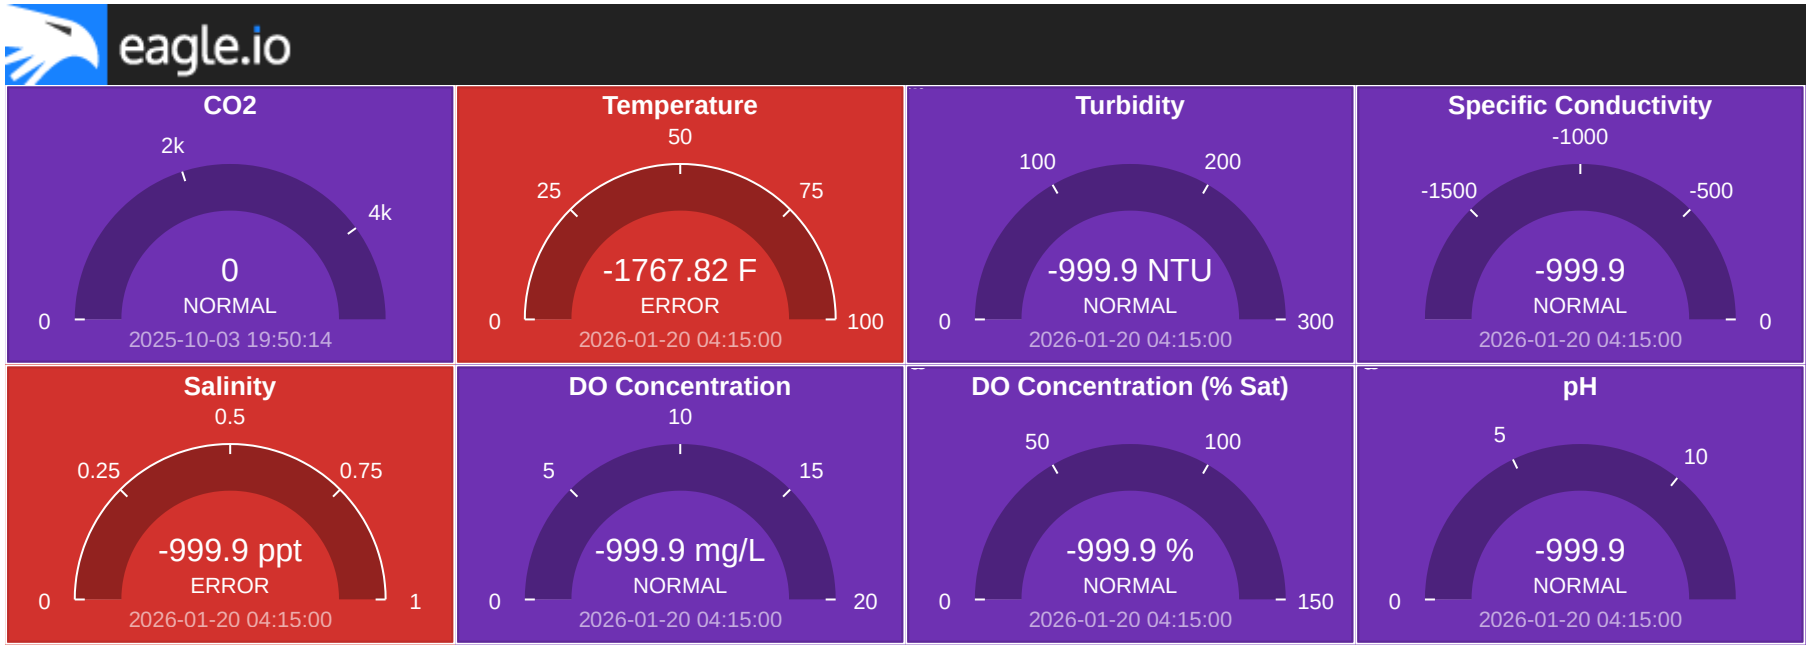 eagle.io
CO2
2k
4k
0
0
NORMAL
2025-10-03 19:50:14
Temperature
50
25
75
-1767.82 F
ERROR
0
100
2026-01-20 04:15:00
Turbidity
100
200
-999.9 NTU
NORMAL
0
300
2026-01-20 04:15:00
Specific Conductivity
-1000
-1500
-500
-999.9
NORMAL
0
2026-01-20 04:15:00
Salinity
0.5
0.25
0.75
-999.9 ppt
ERROR
0
1
2026-01-20 04:15:00
DO Concentration
10
5
15
-999.9 mg/L
NORMAL
0
20
2026-01-20 04:15:00
DO Concentration (% Sat)
50
100
-999.9 %
NORMAL
0
150
2026-01-20 04:15:00
pH
5
10
-999.9
NORMAL
0
2026-01-20 04:15:00